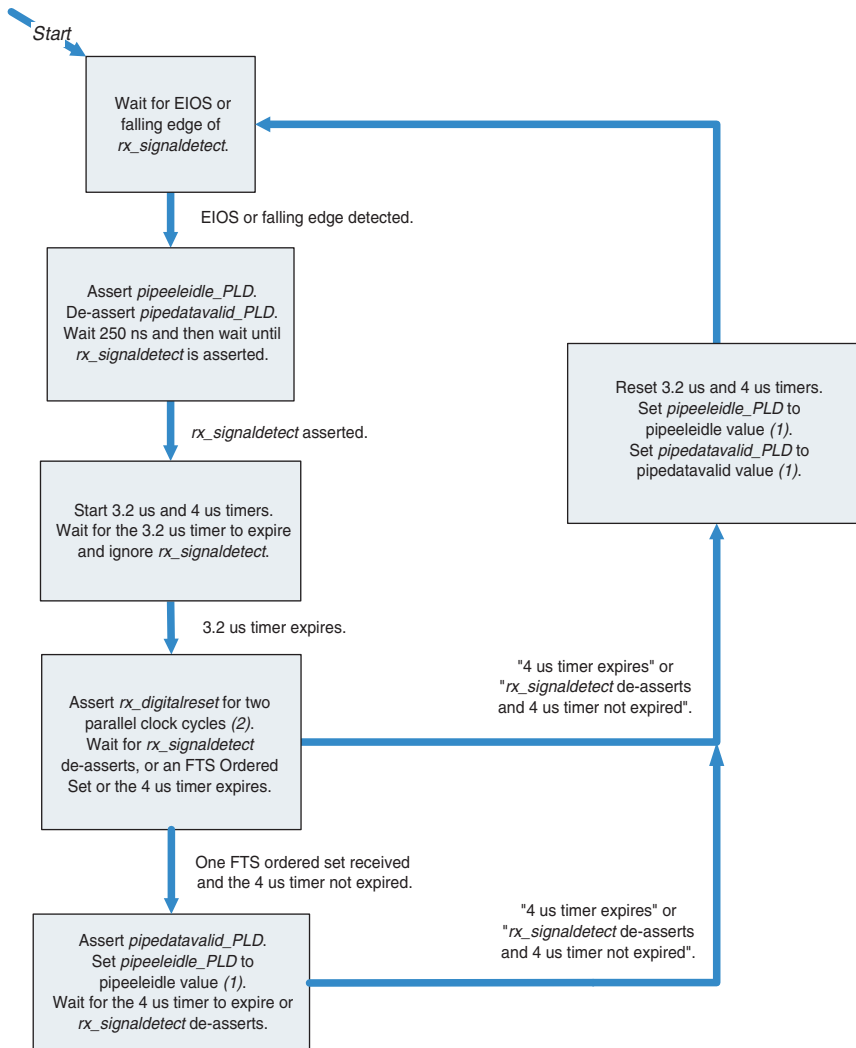 Start
Wait for EIOS or
falling edge of
rx_signaldetect.
EIOS or falling edge detected.
Assert pipeeleidle_PLD.
De-assert pipedatavalid_PLD.
Wait 250 ns and then wait until
rx_signaldetect is asserted.
rx_signaldetect asserted.
Start 3.2 us and 4 us timers.
Wait for the 3.2 us timer to expire
and ignore rx_signaldetect.
3.2 us timer expires.
Assert rx_digitalreset for two
parallel clock cycles (2).
Wait for rx_signaldetect
de-asserts, or an FTS Ordered
Set or the 4 us timer expires.
One FTS ordered set received
and the 4 us timer not expired.
Assert pipedatavalid_PLD.
Set pipeeleidle_PLD to
pipeeleidle value (1).
Wait for the 4 us timer to expire or
rx_signaldetect de-asserts.
"4 us timer expires" or
"rx_signaldetect de-asserts
and 4 us timer not expired".
"4 us timer expires" or
"rx_signaldetect de-asserts
and 4 us timer not expired".
Reset 3.2 us and 4 us timers.
Set pipeeleidle_PLD to
pipeeleidle value (1).
Set pipedatavalid_PLD to
pipedatavalid value (1).